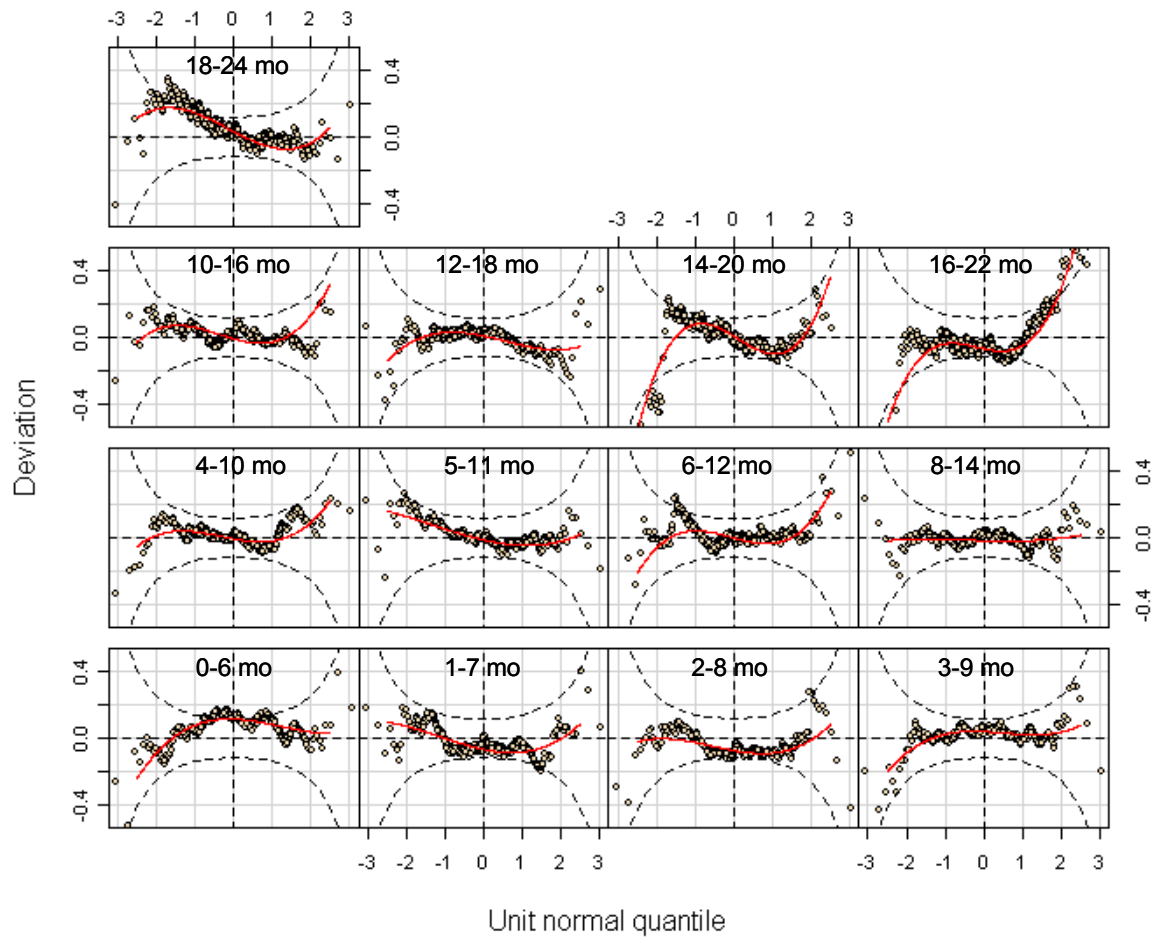 -3 -2 -1 0 1 2 3
18-24 mo
0.4
0.0
-0.4
-3 -2 -1 0 1 2 3
10-16 mo
12-18 mo
14-20 mo
16-22 mo
0.4
0.0
-0.4
Deviation
4-10 mo
5-11 mo
6-12 mo
8-14 mo
0.4
0.0
-0.4
0-6 mo
1-7 mo
2-8 mo
3-9 mo
0.4
0.0
-0.4
-3 -2 -1 0 1 2 3
-3 -2 -1 0 1 2 3
Unit normal quantile